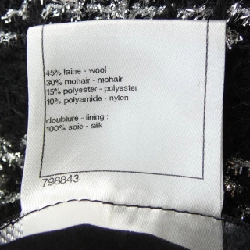 45% laine - wool
30% mohair - mohair
15% polyester - polyester
10% polyamide - nylon
doublure - lining :
100% soie - silk
798843